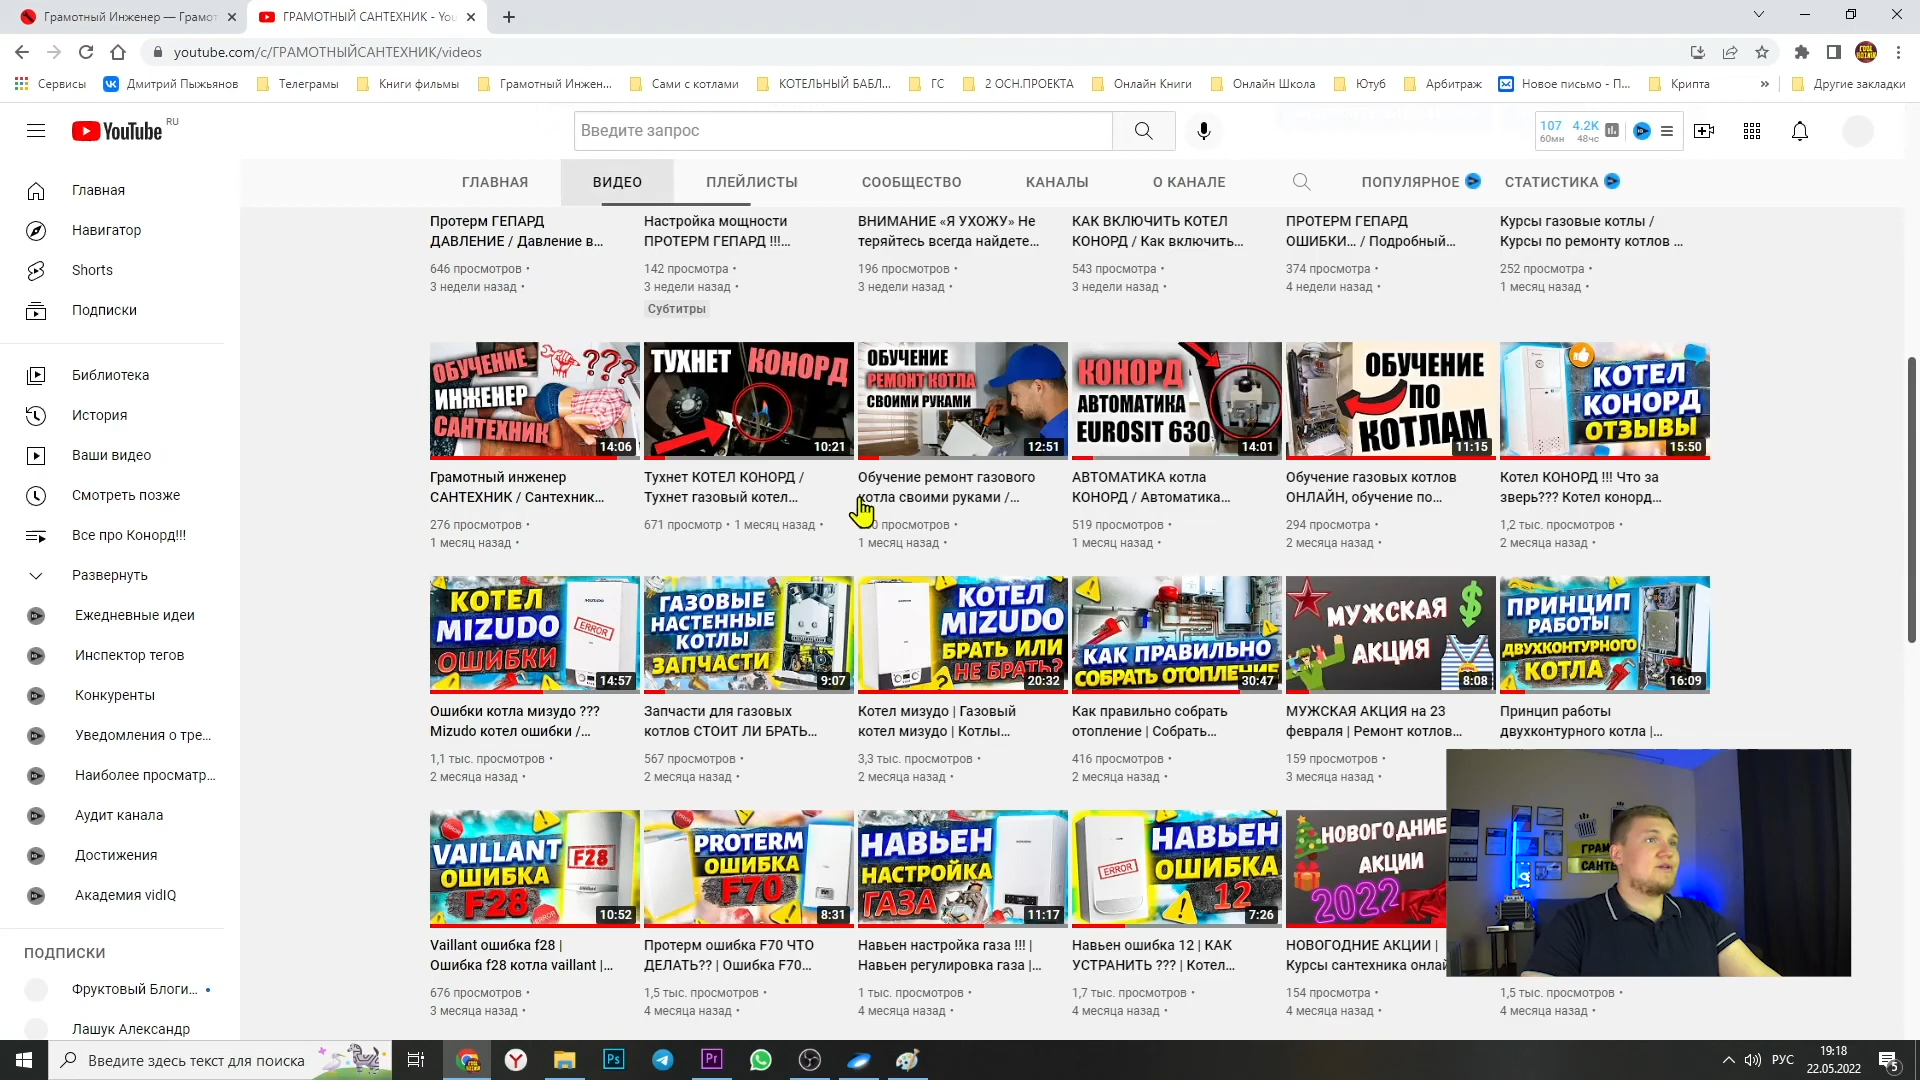 Грамотный Инженер — Грамот
ГРАМОТНЫЙ САНТЕХНИК - You
youtube.com/c/ГРАМОТНЫЙСАНТЕХНИК/videos
Сервисы
Дмитрий Пыжьянов
Телеграмы
Книги фильмы
Грамотный Инжен...
Сами с котлами
КОТЕЛЬНЫЙ БАБЛ...
ГС
2 ОСН.ПРОЕКТА
Онлайн Книги
Онлайн Школа
Ютуб
Арбитраж
Новое письмо - П...
Крипта
»
Другие закладки
YouTube RU
Введите запрос
107 4.2K
60мн 48чс
ГЛАВНАЯ ВИДЕО ПЛЕЙЛИСТЫ СООБЩЕСТВО КАНАЛЫ О КАНАЛЕ ПОПУЛЯРНОЕ СТАТИСТИКА
Главная
Навигатор
Shorts
Подписки
Библиотека
История
Ваши видео
Смотреть позже
Все про Конорд!!!
Развернуть
Ежедневные идеи
Инспектор тегов
Конкуренты
Уведомления о тре...
Наиболее просматр...
Аудит канала
Достижения
Академия vidIQ
ПОДПИСКИ
Фруктовый Блоги... •
Лашук Александр
Протерм ГЕПАРД
ДАВЛЕНИЕ / Давление в...
646 просмотров •
3 недели назад •
Настройка мощности
ПРОТЕРМ ГЕПАРД !!!...
142 просмотра •
3 недели назад •
Субтитры
ВНИМАНИЕ «Я УХОЖУ» Не
теряйтесь всегда найдете...
196 просмотров •
3 недели назад •
КАК ВКЛЮЧИТЬ КОТЕЛ
КОНОРД / Как включить...
543 просмотра •
3 недели назад •
ПРОТЕРМ ГЕПАРД
ОШИБКИ... / Подробный...
374 просмотра •
4 недели назад •
Курсы газовые котлы /
Курсы по ремонту котлов ...
252 просмотра •
1 месяц назад •
ОБУЧЕНИЕ ???
ИНЖЕНЕР
САНТЕХНИК
14:06
Грамотный инженер
САНТЕХНИК / Сантехник...
276 просмотров •
1 месяц назад •
ТУХНЕТ КОНОРД
10:21
Тухнет КОТЕЛ КОНОРД /
Тухнет газовый котел...
671 просмотр • 1 месяц назад •
ОБУЧЕНИЕ
РЕМОНТ КОТЛА
СВОИМИ РУКАМИ
12:51
Обучение ремонт газового
котла своими руками /...
просмотров •
1 месяц назад •
КОНОРД
АВТОМАТИКА
EUROSIT 630
14:01
АВТОМАТИКА котла
КОНОРД / Автоматика...
519 просмотров •
1 месяц назад •
ОБУЧЕНИЕ
ПО
КОТЛАМ
11:15
Обучение газовых котлов
ОНЛАЙН, обучение по...
294 просмотра •
2 месяца назад •
КОТЕЛ
КОНОРД
ОТЗЫВЫ
15:50
Котел КОНОРД !!! Что за
зверь??? Котел конорд...
1,2 тыс. просмотров •
2 месяца назад •
КОТЕЛ
MIZUDO
ОШИБКИ
ERROR
14:57
Ошибки котла мизудо ???
Mizudo котел ошибки /...
1,1 тыс. просмотров •
2 месяца назад •
ГАЗОВЫЕ
НАСТЕННЫЕ
КОТЛЫ
ЗАПЧАСТИ
9:07
Запчасти для газовых
котлов СТОИТ ЛИ БРАТЬ...
567 просмотров •
2 месяца назад •
КОТЕЛ
MIZUDO
БРАТЬ ИЛИ
НЕ БРАТЬ?
20:32
Котел мизудо | Газовый
котел мизудо | Котлы...
3,3 тыс. просмотров •
2 месяца назад •
КАК ПРАВИЛЬНО
СОБРАТЬ ОТОПЛЕНИЕ
30:47
Как правильно собрать
отопление | Собрать...
416 просмотров •
2 месяца назад •
МУЖСКАЯ
АКЦИЯ
8:08
МУЖСКАЯ АКЦИЯ на 23
февраля | Ремонт котлов...
159 просмотров •
3 месяца назад •
ПРИНЦИП
РАБОТЫ
ДВУХКОНТУРНОГО
КОТЛА
16:09
Принцип работы
двухконтурного котла |...
VAILLANT
ОШИБКА
F28
F28
10:52
Vaillant ошибка f28 |
Ошибка f28 котла vaillant |...
676 просмотров •
3 месяца назад •
PROTERM
ОШИБКА
F70
8:31
Протерм ошибка F70 ЧТО
ДЕЛАТЬ?? | Ошибка F70...
1,5 тыс. просмотров •
4 месяца назад •
НАВЬЕН
НАСТРОЙКА
ГАЗА
11:17
Навьен настройка газа !!! |
Навьен регулировка газа |...
1 тыс. просмотров •
4 месяца назад •
НАВЬЕН
ОШИБКА
12
ERROR
7:26
Навьен ошибка 12 | КАК
УСТРАНИТЬ ??? | Котел...
1,7 тыс. просмотров •
4 месяца назад •
НОВОГОДНИЕ
АКЦИИ
2022
НОВОГОДНИЕ АКЦИИ |
Курсы сантехника онлай
154 просмотра •
4 месяца назад •
1,5 тыс. просмотров •
4 месяца назад •
Введите здесь текст для поиска
РУС
19:18
22.05.2022
5